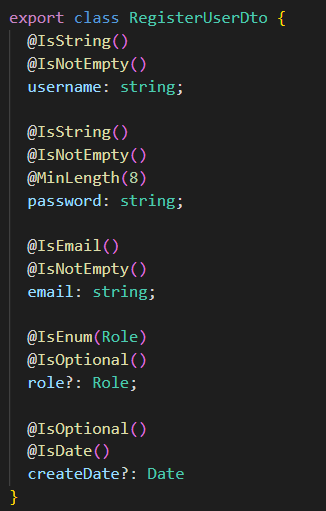 export class RegisterUserDto {
@IsString()
@IsNotEmpty()
username: string;
@IsString()
@IsNotEmpty()
@MinLength(8)
password: string;
@IsEmail()
@IsNotEmpty()
email: string;
@IsEnum(Role)
@IsOptional()
role?: Role;
@IsOptional()
@IsDate()
createDate?: Date
}